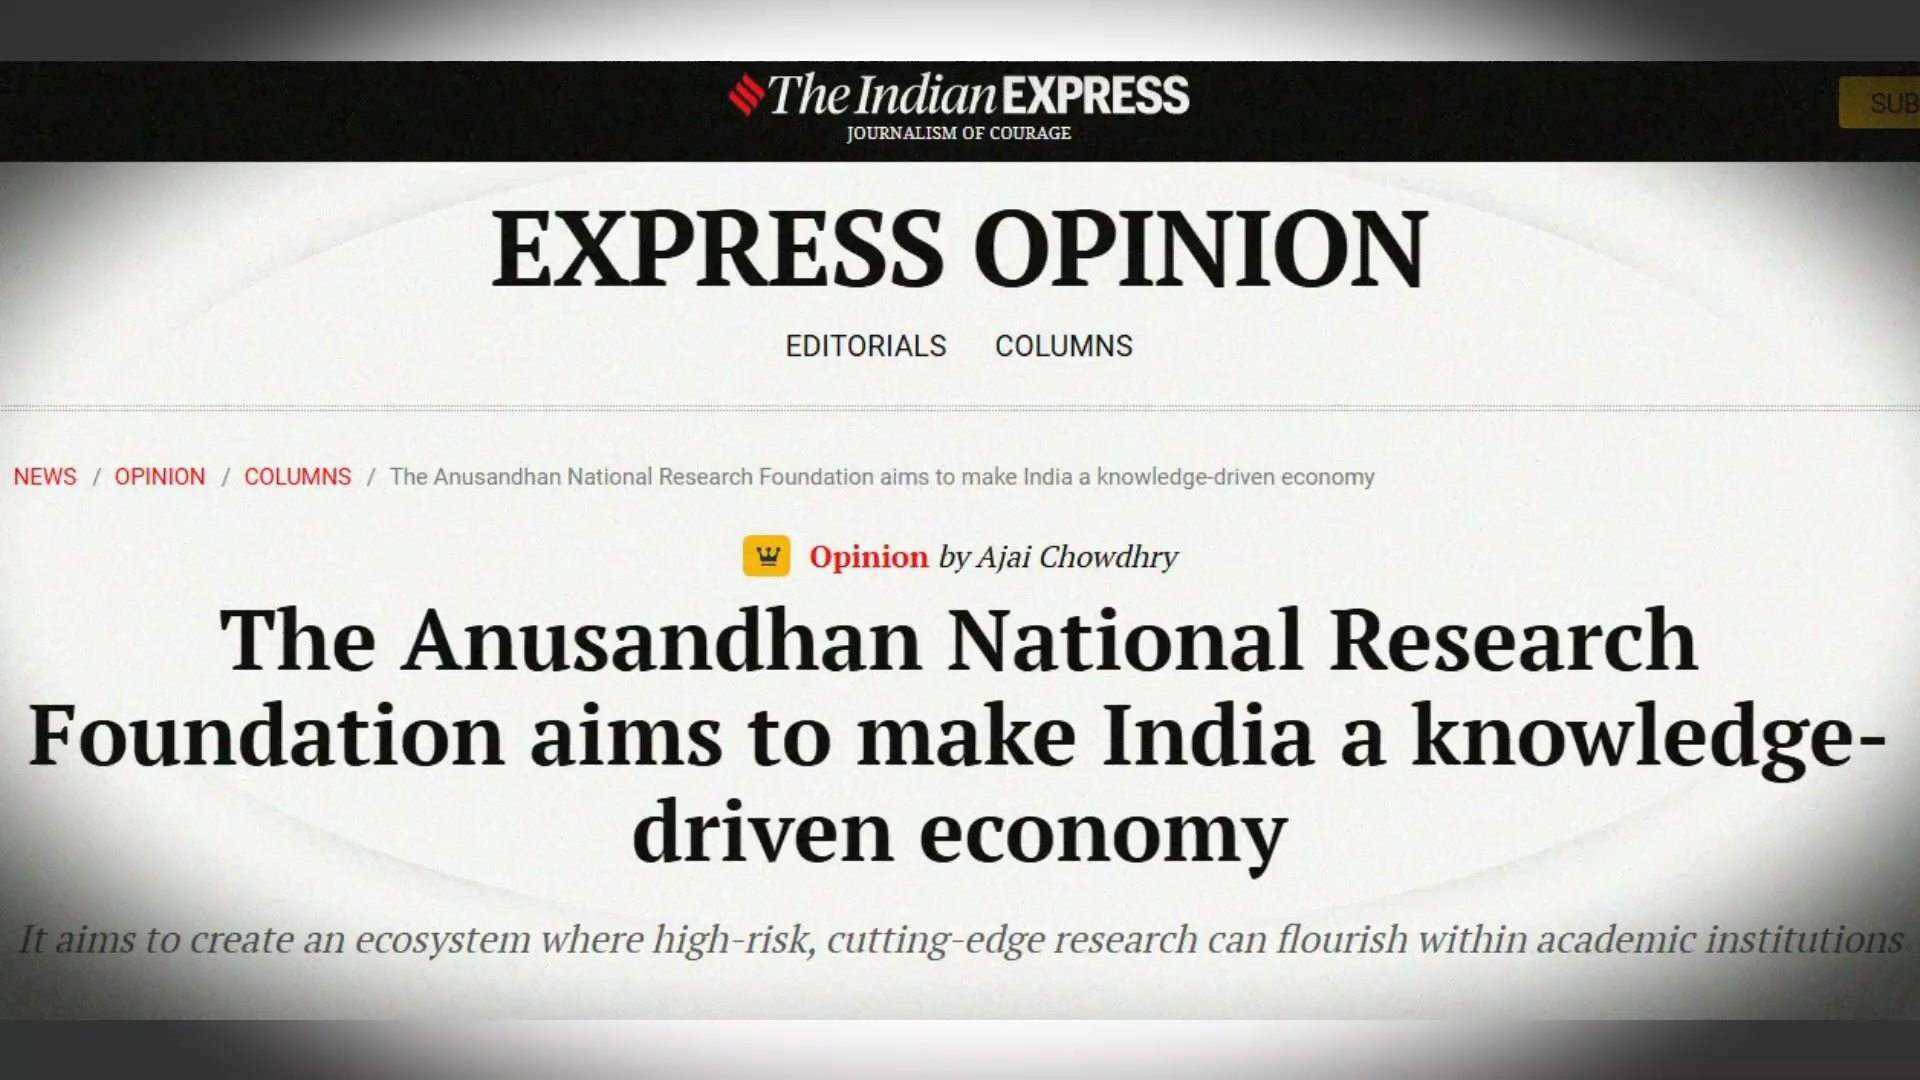 The Indian EXPRESS
JOURNALISM OF COURAGE
SUB
EXPRESS OPINION
EDITORIALS COLUMNS
NEWS / OPINION / COLUMNS / The Anusandhan National Research Foundation aims to make India a knowledge-driven economy
Opinion by Ajai Chowdhry
The Anusandhan National Research
Foundation aims to make India a knowledge-
driven economy
It aims to create an ecosystem where high-risk, cutting-edge research can flourish within academic institutions